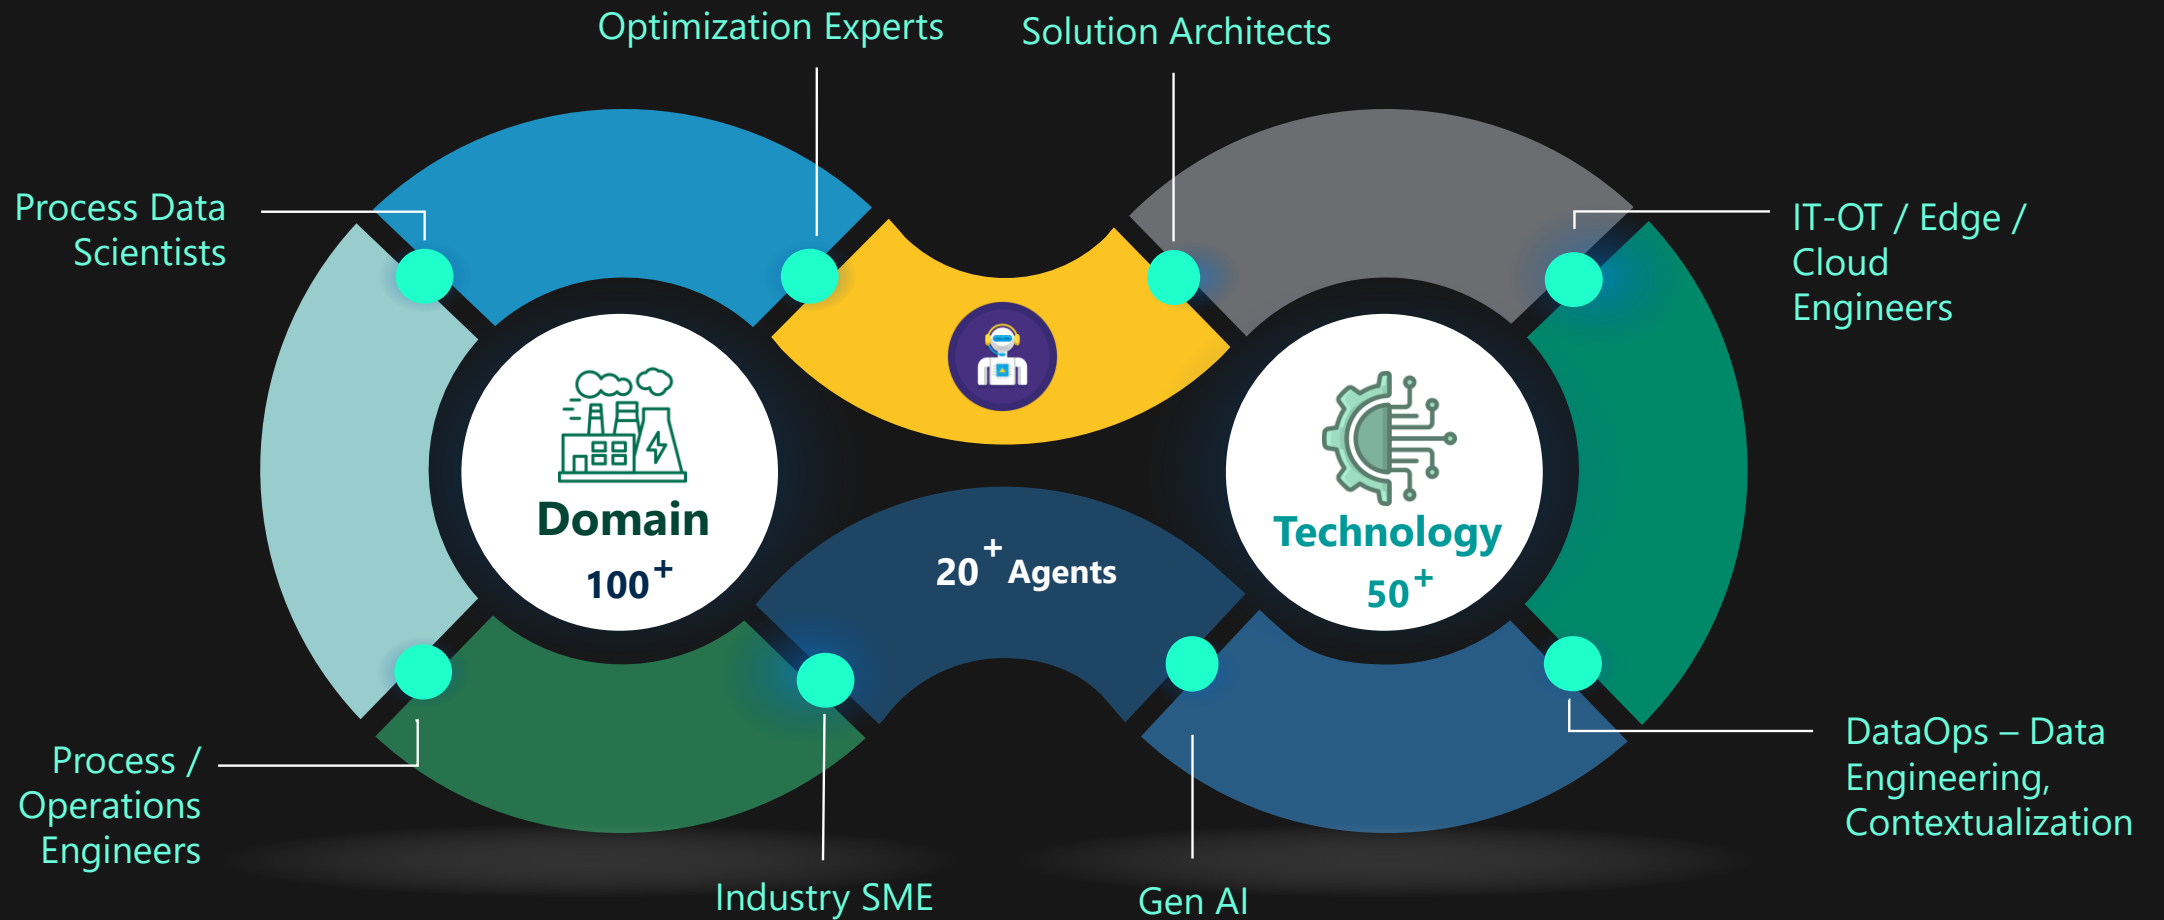 Optimization Experts
Solution Architects
Process Data
Scientists
IT-OT / Edge /
Cloud
Engineers
Domain
100+
Technology
50+
20+ Agents
Process /
Operations
Engineers
DataOps – Data
Engineering,
Contextualization
Industry SME
Gen AI